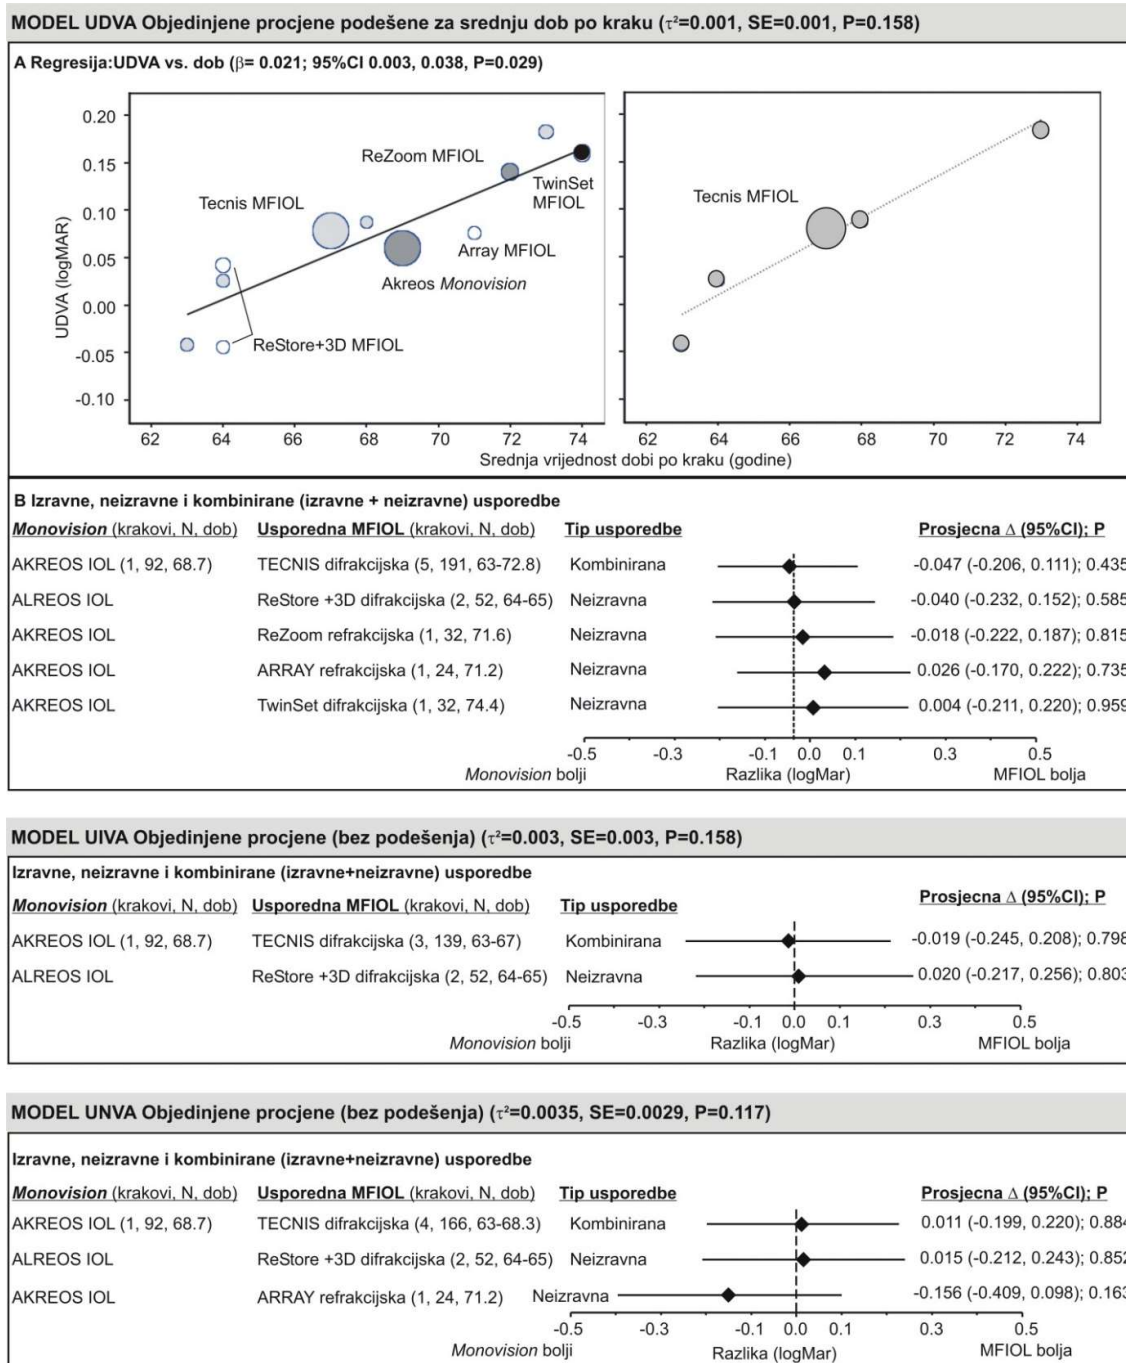 MODEL UDVA Objedinjene procjene podešene za srednju dob po kraku (τ²=0.001, SE=0.001, P=0.158)
A Regresija:UDVA vs. dob (β= 0.021; 95%CI 0.003, 0.038, P=0.029)
UDVA (logMAR)
0.20
0.15
0.10
0.05
0.00
-0.05
-0.10
ReZoom MFIOL
TwinSet
MFIOL
Tecnis MFIOL
Array MFIOL
Akreos Monovision
ReStore+3D MFIOL
Tecnis MFIOL
62 64 66 68 70 72 74 62 64 66 68 70 72 74
Srednja vrijednost dobi po kraku (godine)
B Izravne, neizravne i kombinirane (izravne + neizravne) usporedbe
Monovision (krakovi, N, dob) Usporedna MFIOL (krakovi, N, dob) Tip usporedbe Prosjecna Δ (95%CI); P
AKREOS IOL (1, 92, 68.7) TECNIS difrakcijska (5, 191, 63-72.8) Kombinirana -0.047 (-0.206, 0.111); 0.435
ALREOS IOL ReStore +3D difrakcijska (2, 52, 64-65) Neizravna -0.040 (-0.232, 0.152); 0.585
AKREOS IOL ReZoom refrakcijska (1, 32, 71.6) Neizravna -0.018 (-0.222, 0.187); 0.815
AKREOS IOL ARRAY refrakcijska (1, 24, 71.2) Neizravna 0.026 (-0.170, 0.222); 0.735
AKREOS IOL TwinSet difrakcijska (1, 32, 74.4) Neizravna 0.004 (-0.211, 0.220); 0.959
-0.5 -0.3 -0.1 0.0 0.1 0.3 0.5
Monovision bolji Razlika (logMar) MFIOL bolja
MODEL UIVA Objedinjene procjene (bez podešenja) (τ²=0.003, SE=0.003, P=0.158)
Izravne, neizravne i kombinirane (izravne+neizravne) usporedbe
Monovision (krakovi, N, dob) Usporedna MFIOL (krakovi, N, dob) Tip usporedbe Prosjecna Δ (95%CI); P
AKREOS IOL (1, 92, 68.7) TECNIS difrakcijska (3, 139, 63-67) Kombinirana -0.019 (-0.245, 0.208); 0.798
ALREOS IOL ReStore +3D difrakcijska (2, 52, 64-65) Neizravna 0.020 (-0.217, 0.256); 0.803
-0.5 -0.3 -0.1 0.0 0.1 0.3 0.5
Monovision bolji Razlika (logMar) MFIOL bolja
MODEL UNVA Objedinjene procjene (bez podešenja) (τ²=0.0035, SE=0.0029, P=0.117)
Izravne, neizravne i kombinirane (izravne+neizravne) usporedbe
Monovision (krakovi, N, dob) Usporedna MFIOL (krakovi, N, dob) Tip usporedbe Prosjecna Δ (95%CI); P
AKREOS IOL (1, 92, 68.7) TECNIS difrakcijska (4, 166, 63-68.3) Kombinirana 0.011 (-0.199, 0.220); 0.884
ALREOS IOL ReStore +3D difrakcijska (2, 52, 64-65) Neizravna 0.015 (-0.212, 0.243); 0.852
AKREOS IOL ARRAY refrakcijska (1, 24, 71.2) Neizravna -0.156 (-0.409, 0.098); 0.163
-0.5 -0.3 -0.1 0.0 0.1 0.3 0.5
Monovision bolji Razlika (logMar) MFIOL bolja